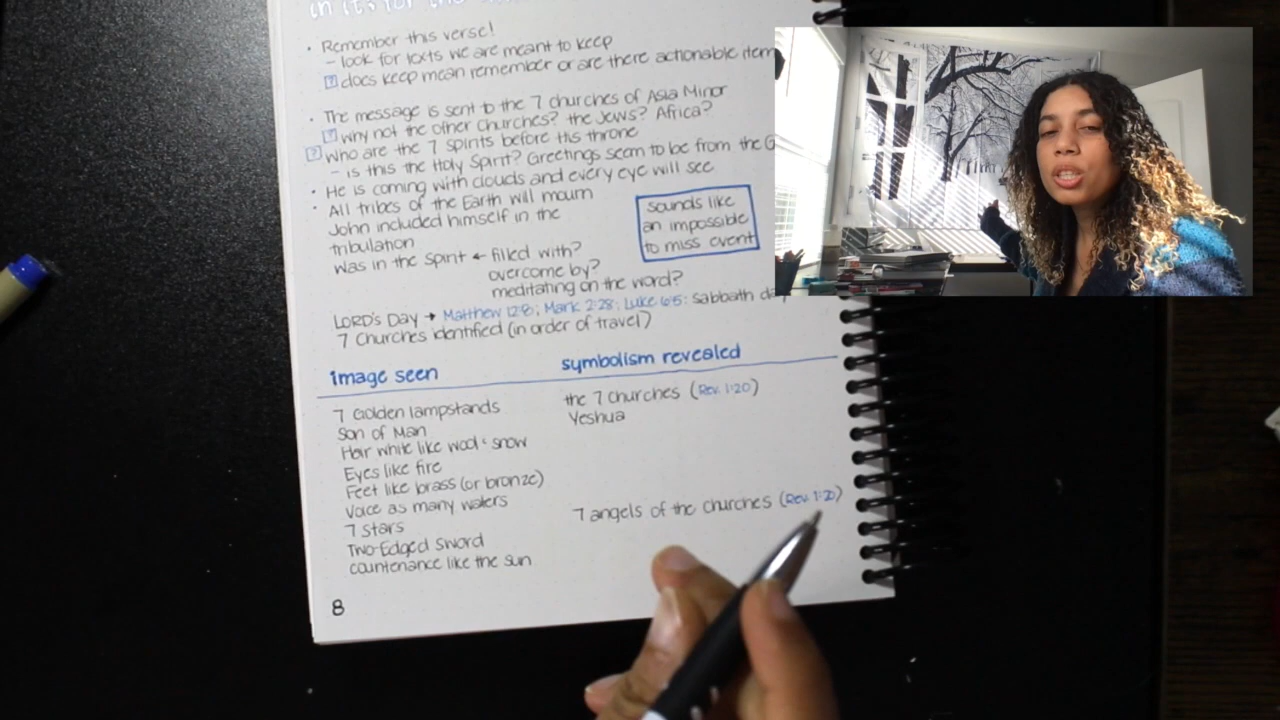 in it; for the
• Remember this verse!
- look for texts we are meant to keep
? does keep mean remember or are there actionable item
• The message is sent to the 7 churches of Asia Minor
? why not the other churches? the Jews? Africa?
? Who are the 7 spirits before His throne
- is this the Holy Spirit? Greetings seem to be from the G
• He is coming with clouds and every eye will see
• All tribes of the Earth will mourn
John included himself in the
tribulation
sounds like
an impossible
to miss event
Was in the Spirit ← filled with?
overcome by?
meditating on the word?
LORD's Day → Matthew 12:8; Mark 2:28; Luke 6:5: Sabbath da
7 Churches identified (in order of travel)
image seen symbolism revealed
7 Golden lampstands the 7 churches (Rev. 1:20)
Son of Man Yeshua
Hair white like wool & snow
Eyes like fire
Feet like brass (or bronze)
Voice as many waters
7 stars 7 angels of the churches (Rev. 1:20)
Two-Edged Sword
countenance like the sun
8